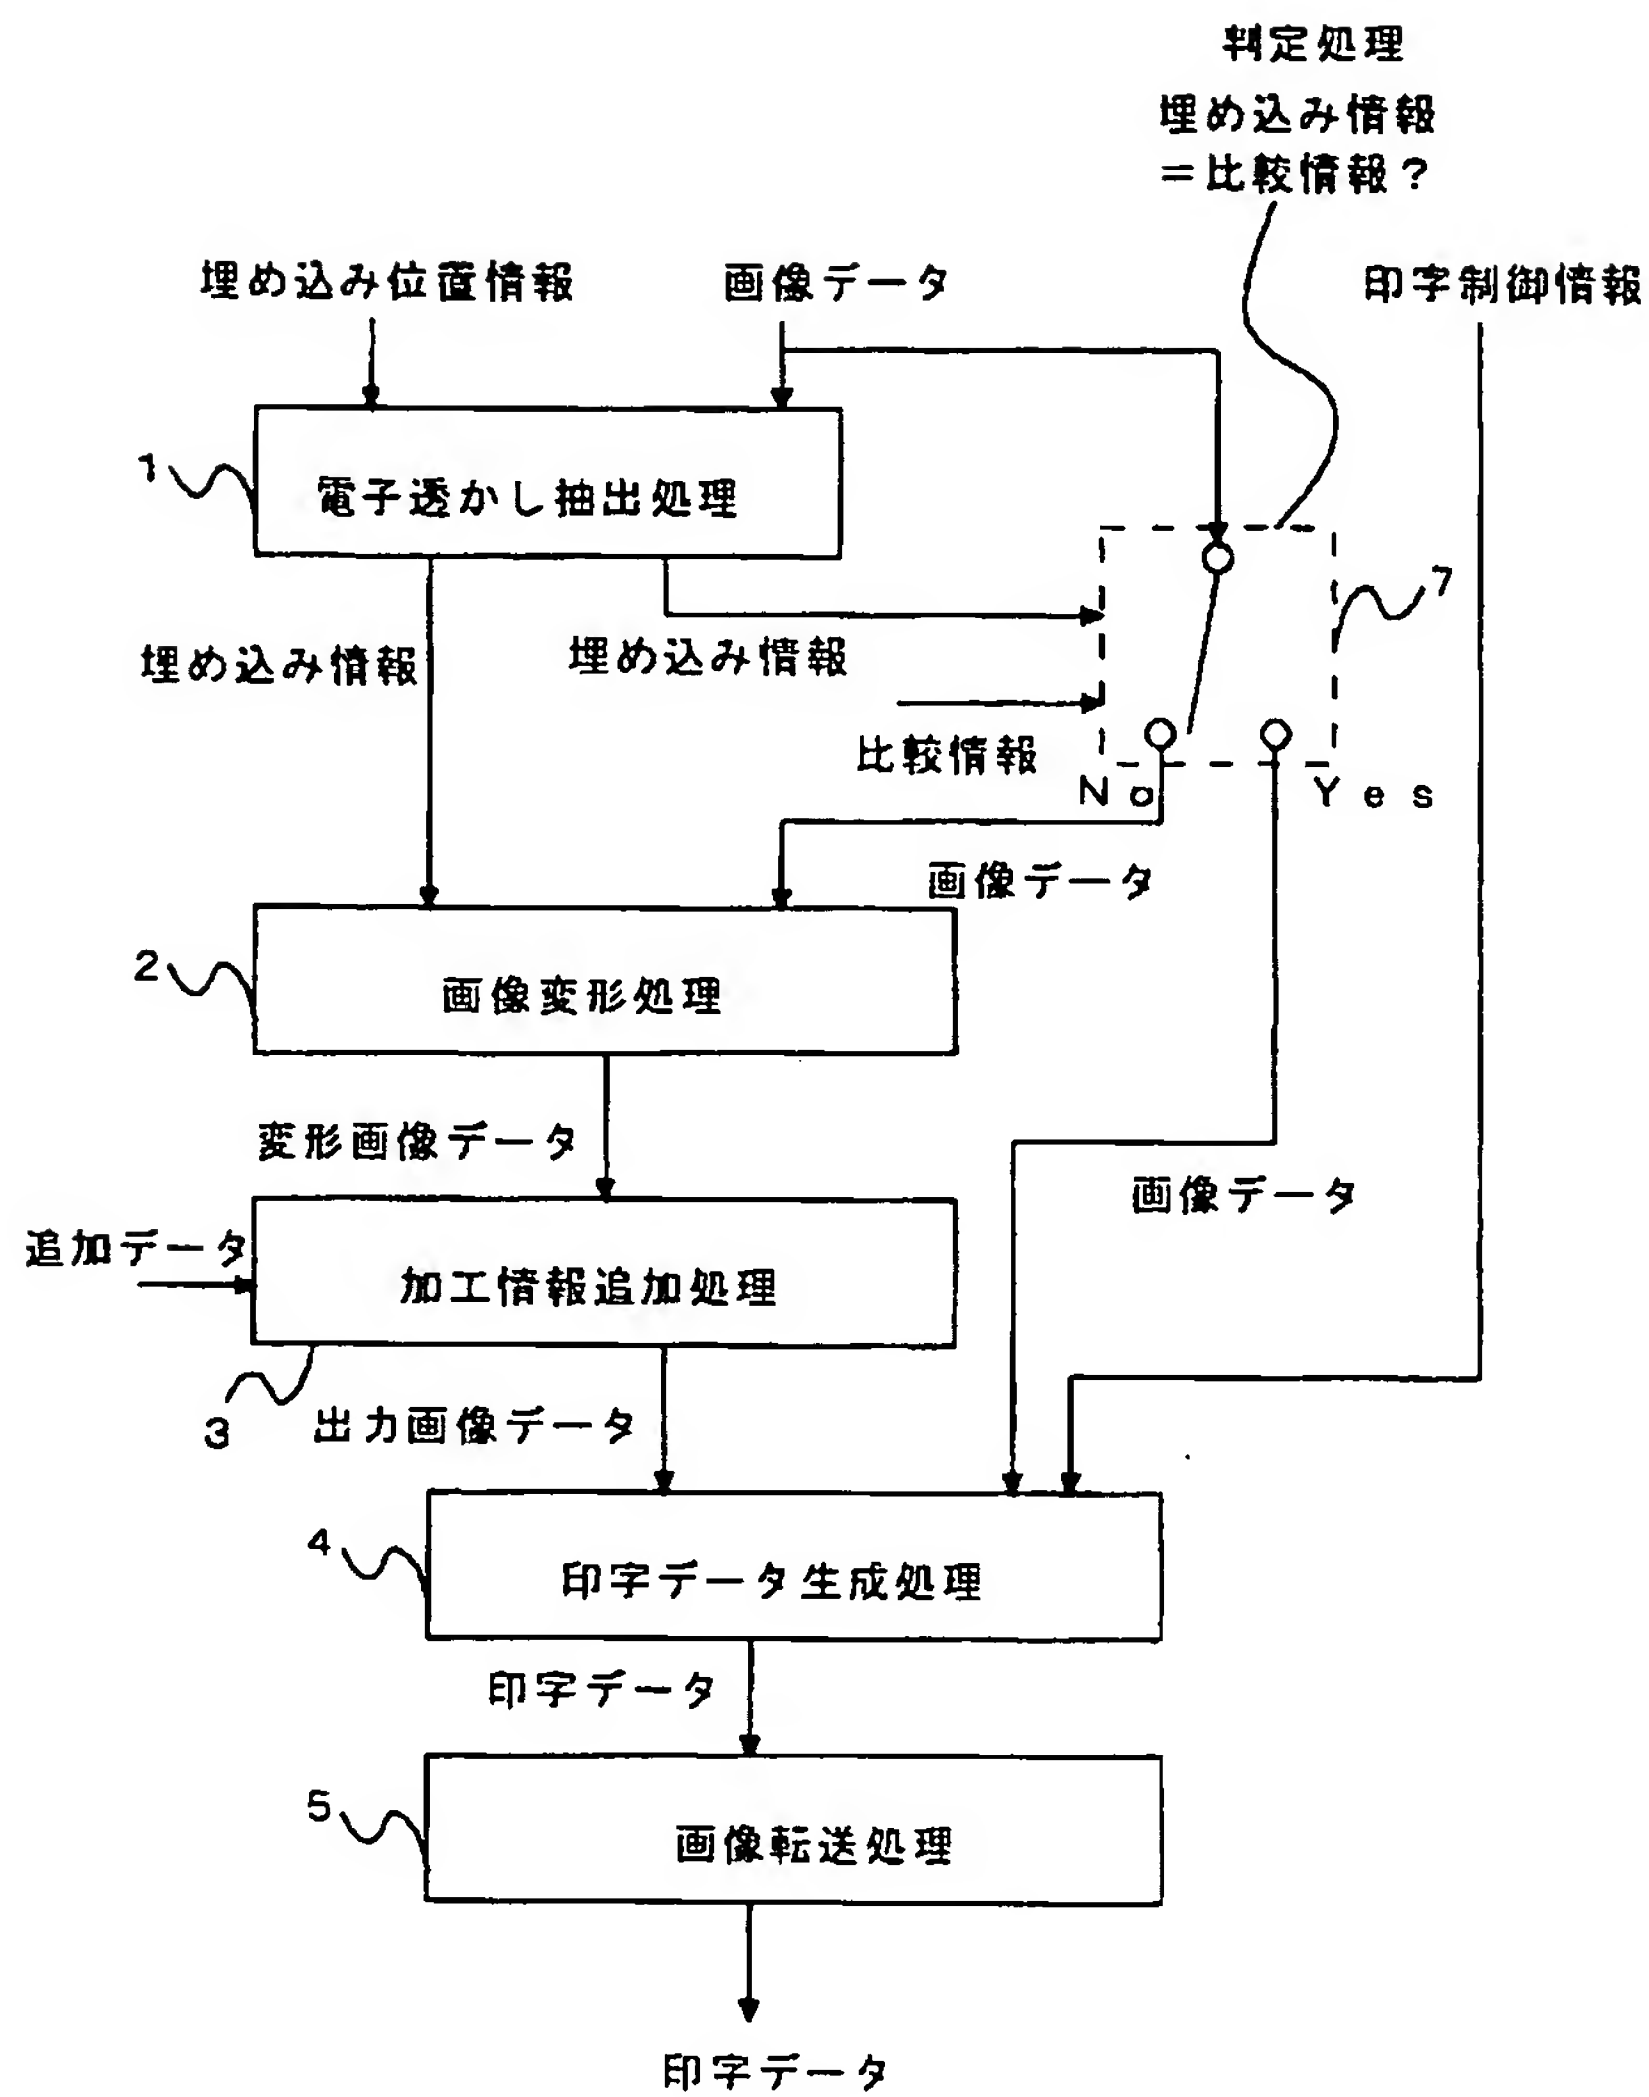 判定処理
埋め込み情報
＝比較情報？
埋め込み位置情報
画像データ
印字制御情報
1
電子透かし抽出処理
7
埋め込み情報
埋め込み情報
比較情報
No
Yes
画像データ
2
画像変形処理
変形画像データ
画像データ
追加データ
加工情報追加処理
3
出力画像データ
4
印字データ生成処理
印字データ
5
画像転送処理
印字データ